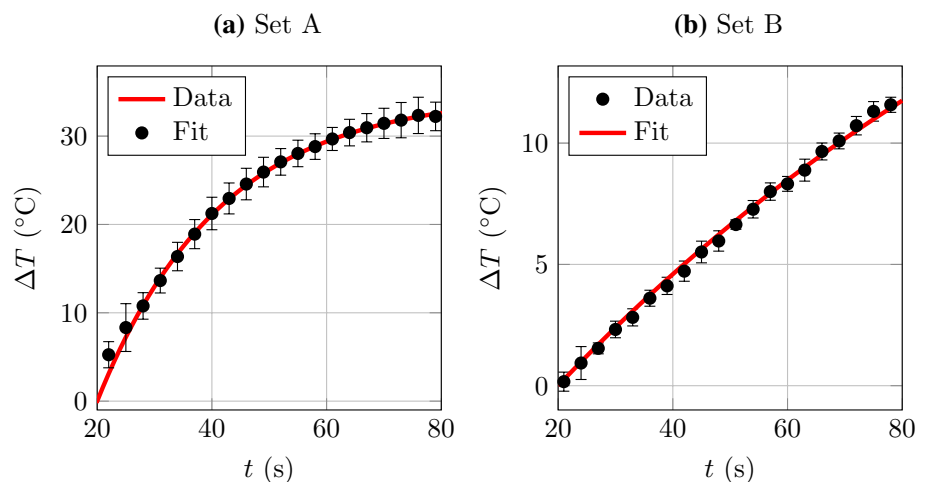 (a) Set A
Data
Fit
30
20
10
0
20 40 60 80
t (s)
ΔT (°C)
(b) Set B
Data
Fit
10
5
0
20 40 60 80
t (s)
ΔT (°C)